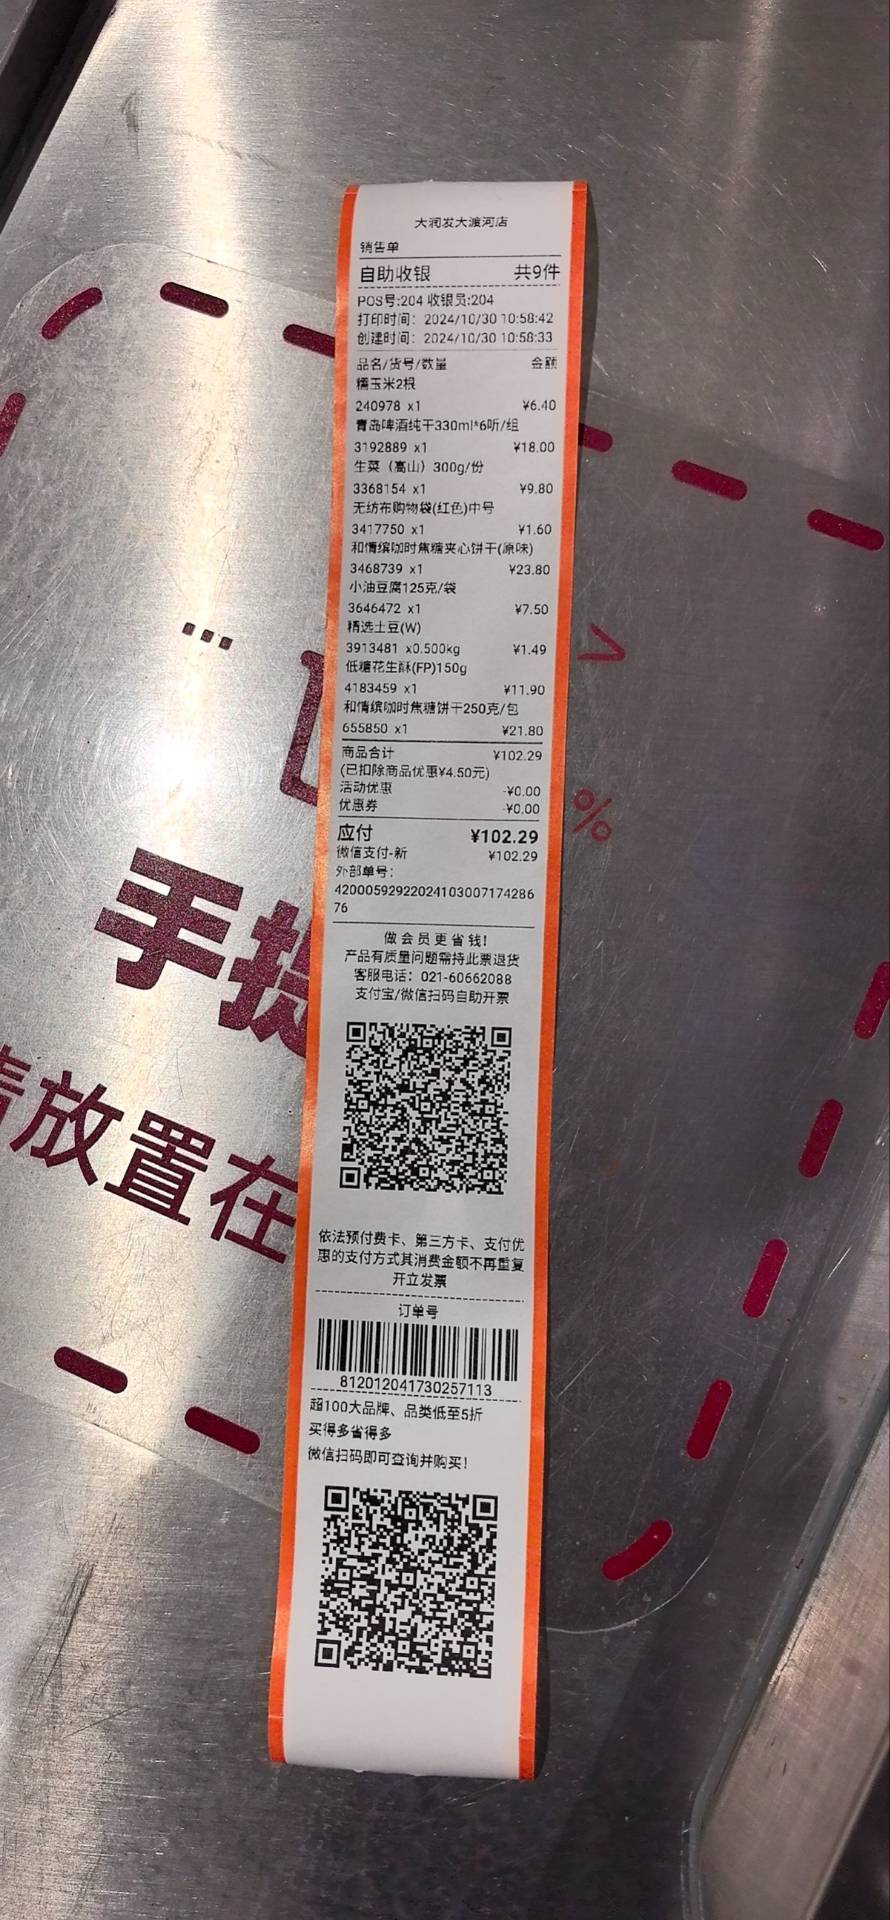 大润发大渡河店
销售单
自助收银 共9件
POS号:204 收银员:204
打印时间: 2024/10/30 10:58:42
创建时间: 2024/10/30 10:58:33
品名/货号/数量 金额
糯玉米2根
240978 x1 ¥6.40
青岛啤酒纯干330ml*6听/组
3192889 x1 ¥18.00
生菜（高山）300g/份
3368154 x1 ¥9.80
无纺布购物袋(红色)中号
3417750 x1 ¥1.60
和情缤咖时焦糖夹心饼干(原味)
3468739 x1 ¥23.80
小油豆腐125克/袋
3646472 x1 ¥7.50
精选土豆(W)
3913481 x0.500kg ¥1.49
低糖花生酥(FP)150g
4183459 x1 ¥11.90
和情缤咖时焦糖饼干250克/包
655850 x1 ¥21.80
商品合计 ¥102.29
(已扣除商品优惠¥4.50元)
活动优惠 -¥0.00
优惠券 -¥0.00
应付 ¥102.29
微信支付-新 ¥102.29
外部单号:
42000592922024103007174286
76
做会员更省钱!
产品有质量问题需持此票退货
客服电话: 021-60662088
支付宝/微信扫码自助开票
依法预付费卡、第三方卡、支付优
惠的支付方式其消费金额不再重复
开立发票
订单号
812012041730257113
超100大品牌、品类低至5折
买得多省得多
微信扫码即可查询并购买!
手提
请放置在
%